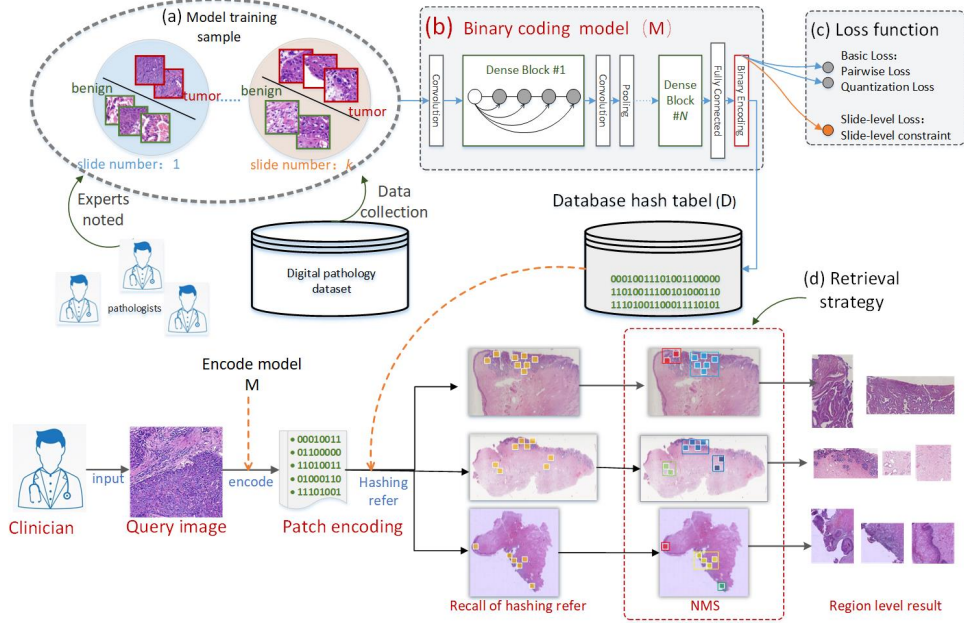 (a) Model training
sample
benign
tumor
slide number：1
benign
tumor
slide number：k
Experts
noted
Data
collection
pathologists
Digital pathology
dataset
(b) Binary coding model (M)
Convolution
Dense Block #1
Convolution
Pooling
Dense
Block
#N
Fully Connected
Binary Encoding
(c) Loss function
Basic Loss：
Pairwise Loss
Quantization Loss
Slide-level Loss：
Slide-level constraint
Database hash tabel (D)
00010011101001100000
11010011100101000110
11101001100011110101
(d) Retrieval
strategy
Encode model
M
Clinician
input
Query image
encode
00010011
01100000
11010011
01000110
11101001
Patch encoding
Hashing
refer
Recall of hashing refer
NMS
Region level result